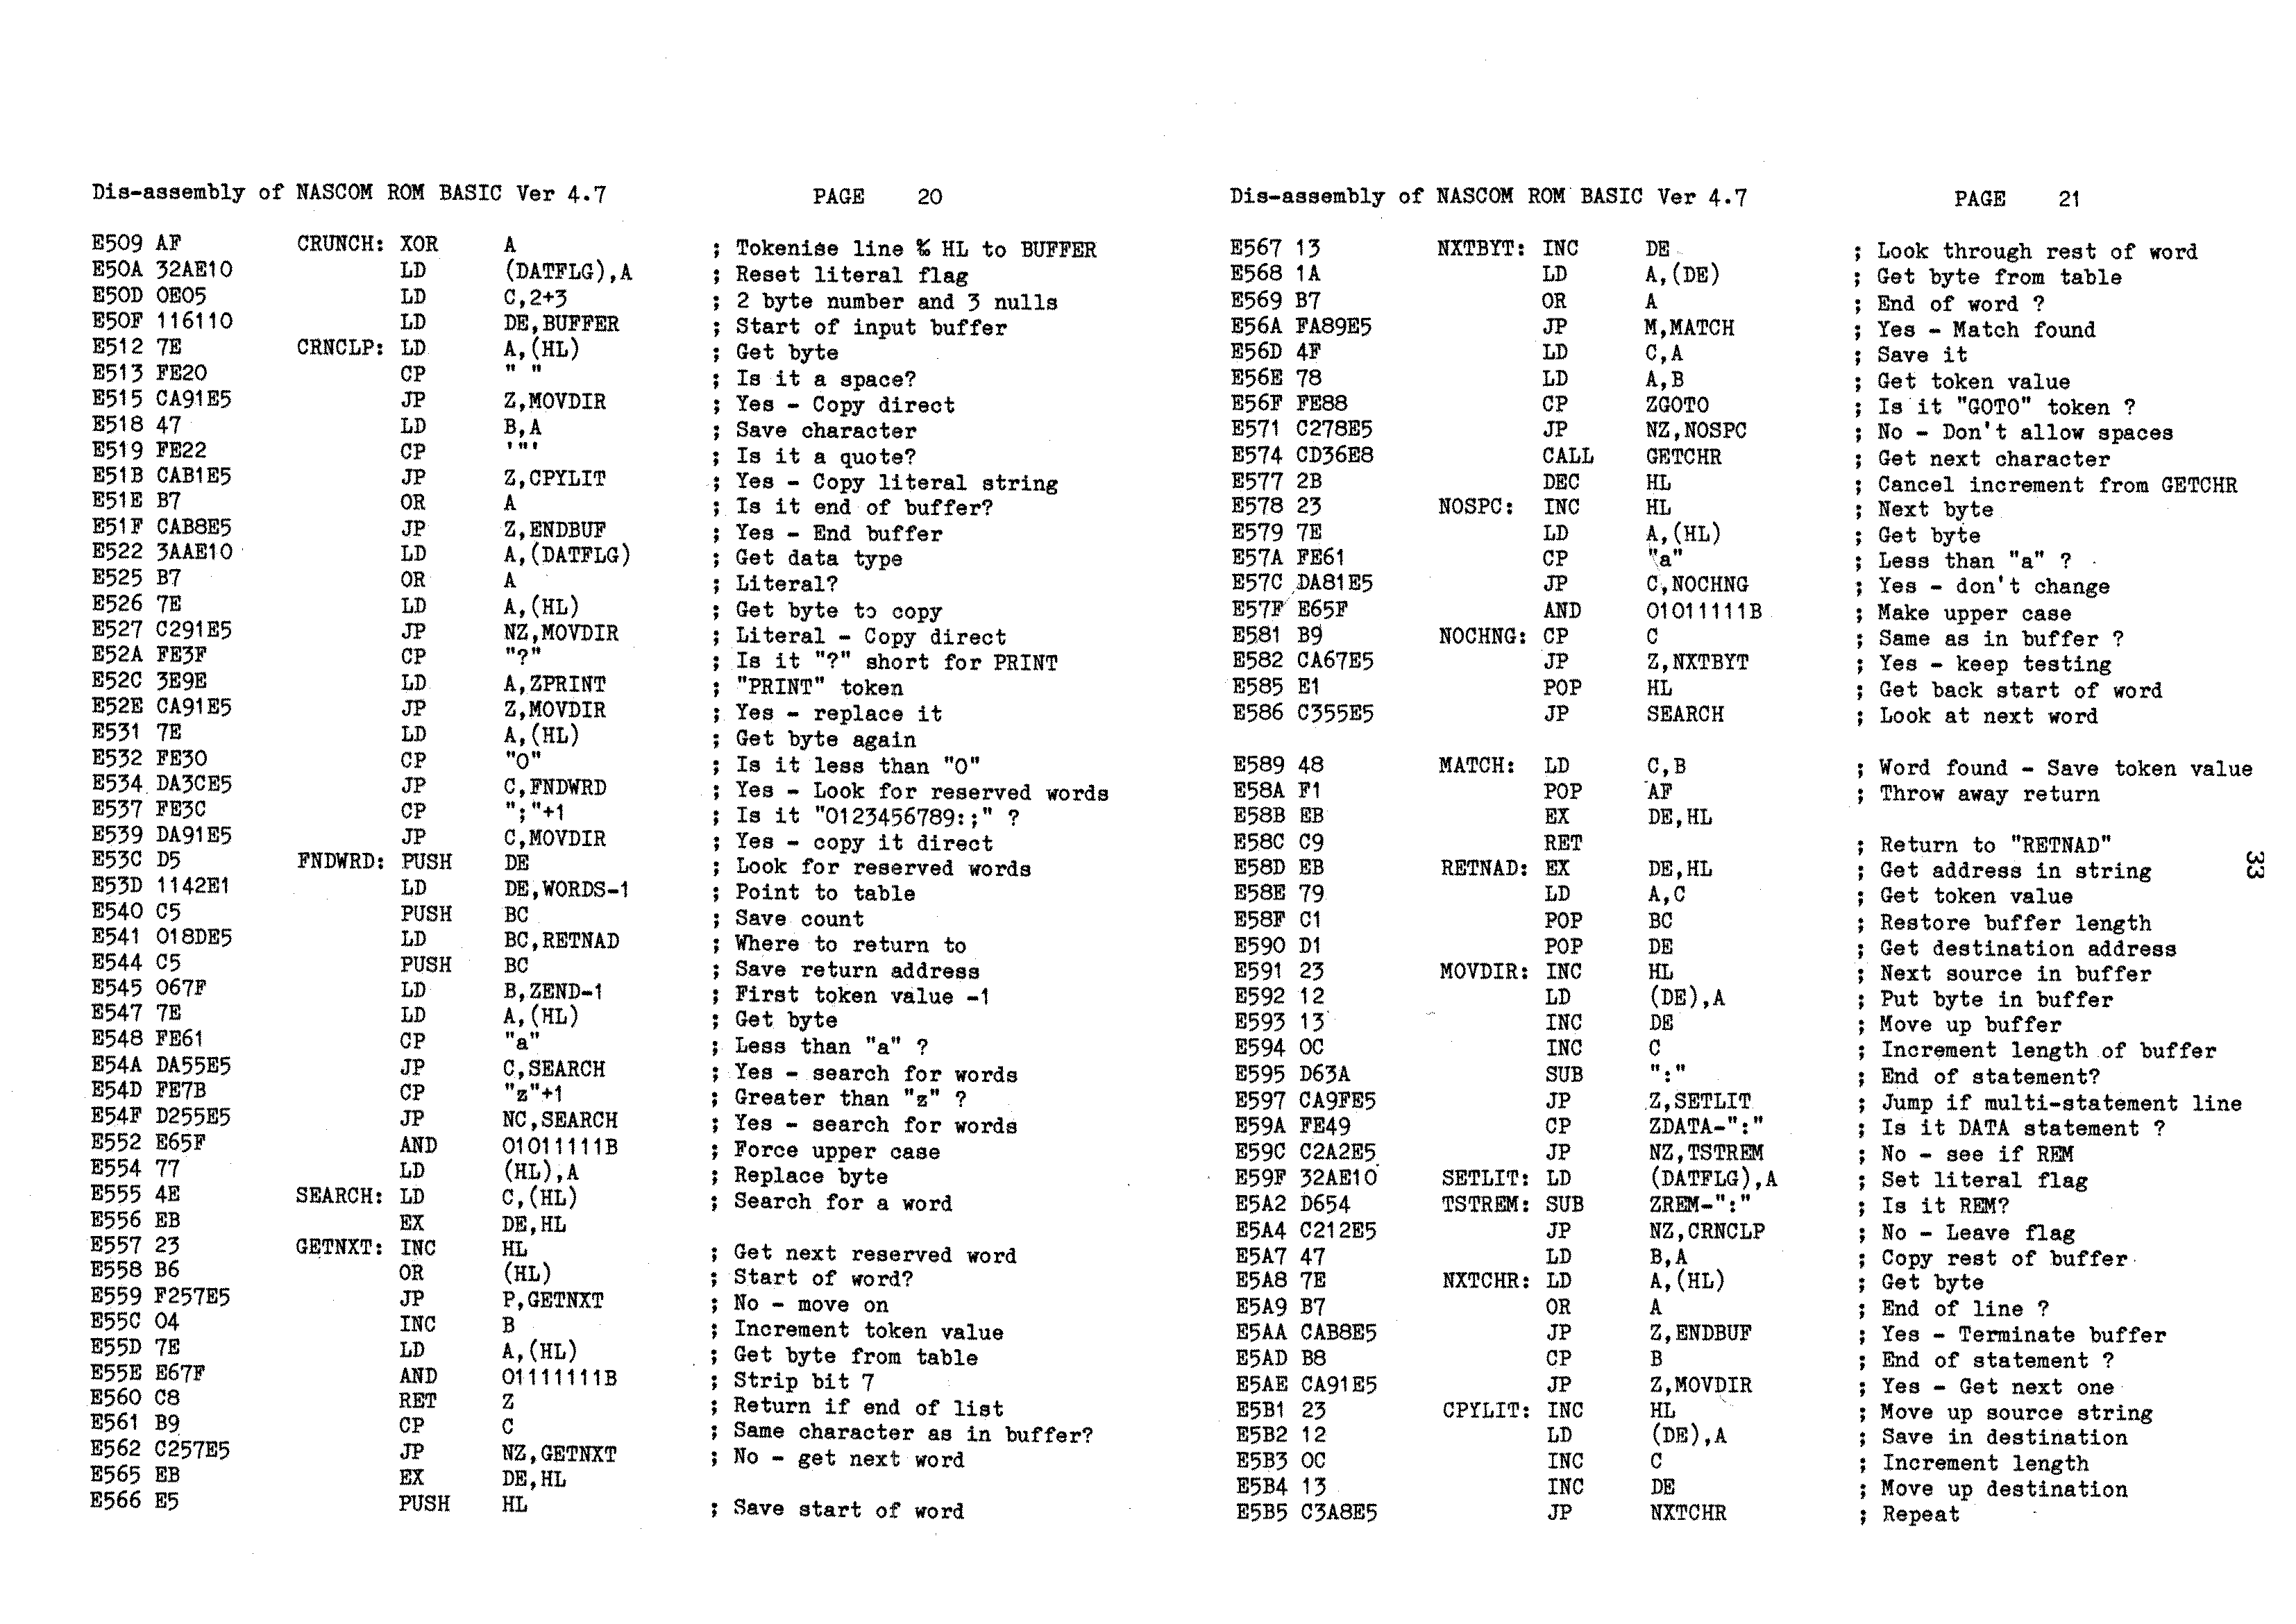 Dis-assembly of NASCOM ROM BASIC Ver 4.7 PAGE 20
E509 AF CRUNCH: XOR A ; Tokenise line % HL to BUFFER
E50A 32AE10 LD (DATFLG),A ; Reset literal flag
E50D 0E05 LD C,2+3 ; 2 byte number and 3 nulls
E50F 116110 LD DE,BUFFER ; Start of input buffer
E512 7E CRNCLP: LD A,(HL) ; Get byte
E513 FE20 CP " " ; Is it a space?
E515 CA91E5 JP Z,MOVDIR ; Yes - Copy direct
E518 47 LD B,A ; Save character
E519 FE22 CP '"' ; Is it a quote?
E51B CAB1E5 JP Z,CPYLIT ; Yes - Copy literal string
E51E B7 OR A ; Is it end of buffer?
E51F CAB8E5 JP Z,ENDBUF ; Yes - End buffer
E522 3AAE10 LD A,(DATFLG) ; Get data type
E525 B7 OR A ; Literal?
E526 7E LD A,(HL) ; Get byte to copy
E527 C291E5 JP NZ,MOVDIR ; Literal - Copy direct
E52A FE3F CP "?" ; Is it "?" short for PRINT
E52C 3E9E LD A,ZPRINT ; "PRINT" token
E52E CA91E5 JP Z,MOVDIR ; Yes - replace it
E531 7E LD A,(HL) ; Get byte again
E532 FE30 CP "0" ; Is it less than "0"
E534 DA3CE5 JP C,FNDWRD ; Yes - Look for reserved words
E537 FE3C CP ";"+1 ; Is it "0123456789:;" ?
E539 DA91E5 JP C,MOVDIR ; Yes - copy it direct
E53C D5 FNDWRD: PUSH DE ; Look for reserved words
E53D 1142E1 LD DE,WORDS-1 ; Point to table
E540 C5 PUSH BC ; Save count
E541 018DE5 LD BC,RETNAD ; Where to return to
E544 C5 PUSH BC ; Save return address
E545 067F LD B,ZEND-1 ; First token value -1
E547 7E LD A,(HL) ; Get byte
E548 FE61 CP "a" ; Less than "a" ?
E54A DA55E5 JP C,SEARCH ; Yes - search for words
E54D FE7B CP "z"+1 ; Greater than "z" ?
E54F D255E5 JP NC,SEARCH ; Yes - search for words
E552 E65F AND 01011111B ; Force upper case
E554 77 LD (HL),A ; Replace byte
E555 4E SEARCH: LD C,(HL) ; Search for a word
E556 EB EX DE,HL
E557 23 GETNXT: INC HL ; Get next reserved word
E558 B6 OR (HL) ; Start of word?
E559 F257E5 JP P,GETNXT ; No - move on
E55C 04 INC B ; Increment token value
E55D 7E LD A,(HL) ; Get byte from table
E55E E67F AND 01111111B ; Strip bit 7
E560 C8 RET Z ; Return if end of list
E561 B9 CP C ; Same character as in buffer?
E562 C257E5 JP NZ,GETNXT ; No - get next word
E565 EB EX DE,HL
E566 E5 PUSH HL ; Save start of word
Dis-assembly of NASCOM ROM BASIC Ver 4.7 PAGE 21
E567 13 NXTBYT: INC DE ; Look through rest of word
E568 1A LD A,(DE) ; Get byte from table
E569 B7 OR A ; End of word ?
E56A FA89E5 JP M,MATCH ; Yes - Match found
E56D 4F LD C,A ; Save it
E56E 78 LD A,B ; Get token value
E56F FE88 CP ZGOTO ; Is it "GOTO" token ?
E571 C278E5 JP NZ,NOSPC ; No - Don't allow spaces
E574 CD36E8 CALL GETCHR ; Get next character
E577 2B DEC HL ; Cancel increment from GETCHR
E578 23 NOSPC: INC HL ; Next byte
E579 7E LD A,(HL) ; Get byte
E57A FE61 CP "a" ; Less than "a" ?
E57C DA81E5 JP C,NOCHNG ; Yes - don't change
E57F E65F AND 01011111B ; Make upper case
E581 B9 NOCHNG: CP C ; Same as in buffer ?
E582 CA67E5 JP Z,NXTBYT ; Yes - keep testing
E585 E1 POP HL ; Get back start of word
E586 C355E5 JP SEARCH ; Look at next word
E589 48 MATCH: LD C,B ; Word found - Save token value
E58A F1 POP AF ; Throw away return
E58B EB EX DE,HL
E58C C9 RET ; Return to "RETNAD"
E58D EB RETNAD: EX DE,HL ; Get address in string
E58E 79 LD A,C ; Get token value
E58F C1 POP BC ; Restore buffer length
E590 D1 POP DE ; Get destination address
E591 23 MOVDIR: INC HL ; Next source in buffer
E592 12 LD (DE),A ; Put byte in buffer
E593 13 INC DE ; Move up buffer
E594 0C INC C ; Increment length of buffer
E595 D63A SUB ":" ; End of statement?
E597 CA9FE5 JP Z,SETLIT ; Jump if multi-statement line
E59A FE49 CP ZDATA-":" ; Is it DATA statement ?
E59C C2A2E5 JP NZ,TSTREM ; No - see if REM
E59F 32AE10 SETLIT: LD (DATFLG),A ; Set literal flag
E5A2 D654 TSTREM: SUB ZREM-":" ; Is it REM?
E5A4 C212E5 JP NZ,CRNCLP ; No - Leave flag
E5A7 47 LD B,A ; Copy rest of buffer
E5A8 7E NXTCHR: LD A,(HL) ; Get byte
E5A9 B7 OR A ; End of line ?
E5AA CAB8E5 JP Z,ENDBUF ; Yes - Terminate buffer
E5AD B8 CP B ; End of statement ?
E5AE CA91E5 JP Z,MOVDIR ; Yes - Get next one
E5B1 23 CPYLIT: INC HL ; Move up source string
E5B2 12 LD (DE),A ; Save in destination
E5B3 0C INC C ; Increment length
E5B4 13 INC DE ; Move up destination
E5B5 C3A8E5 JP NXTCHR ; Repeat
33